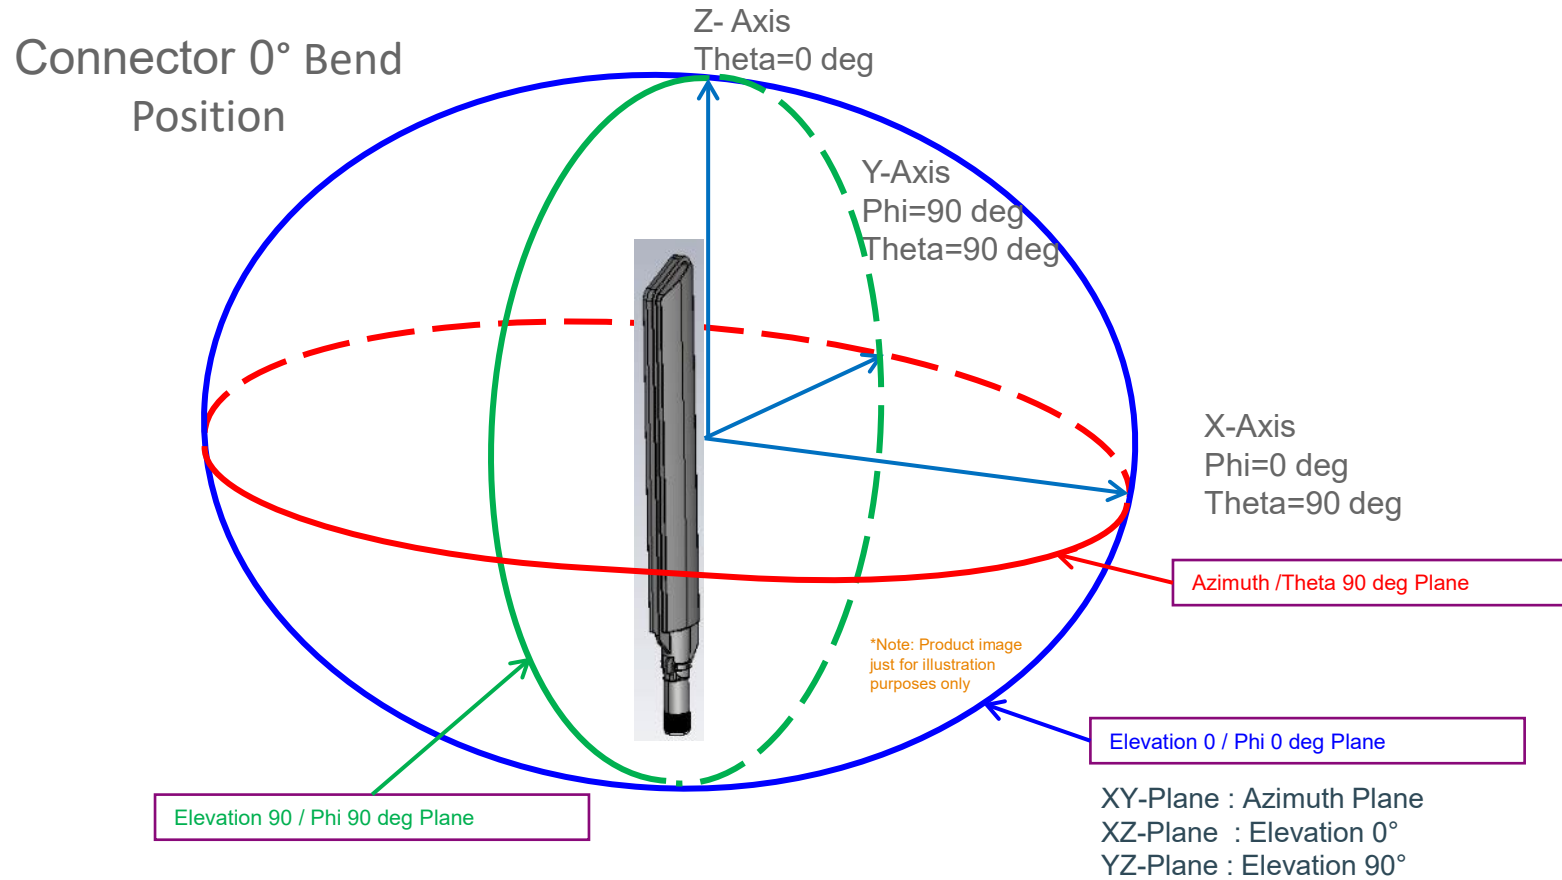 Connector 0° Bend
Position
Z- Axis
Theta=0 deg
Y-Axis
Phi=90 deg
Theta=90 deg
X-Axis
Phi=0 deg
Theta=90 deg
Azimuth /Theta 90 deg Plane
*Note: Product image
just for illustration
purposes only
Elevation 0 / Phi 0 deg Plane
Elevation 90 / Phi 90 deg Plane
XY-Plane : Azimuth Plane
XZ-Plane : Elevation 0°
YZ-Plane : Elevation 90°